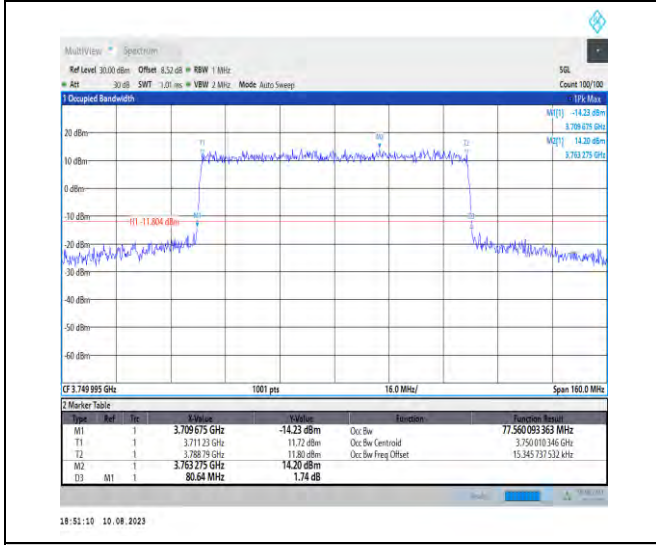 MultiView Spectrum
Ref Level 30.00 dBm Offset 8.52 dB RBW 1 MHz SGL
Att 30 dB SWT 1.01 ms VBW 2 MHz Mode Auto Sweep Count 100/100
1 Occupied Bandwidth 1Pk Max
M1[1] -14.23 dBm
3.709 675 GHz
M2[1] 14.20 dBm
3.763 275 GHz
20 dBm
T1 M2 T2
10 dBm
0 dBm
-10 dBm
H1 -11.804 dBm M1 D3
-20 dBm
-30 dBm
-40 dBm
-50 dBm
-60 dBm
CF 3.749 995 GHz 1001 pts 16.0 MHz/ Span 160.0 MHz
2 Marker Table
Type Ref Trc X-Value Y-Value Function Function Result
M1 1 3.709 675 GHz -14.23 dBm Occ Bw 77.560 093 363 MHz
T1 1 3.711 23 GHz 11.72 dBm Occ Bw Centroid 3.750 010 346 GHz
T2 1 3.788 79 GHz 11.80 dBm Occ Bw Freq Offset 15.345 737 532 kHz
M2 1 3.763 275 GHz 14.20 dBm
D3 M1 1 80.64 MHz 1.74 dB
18:51:10 10.08.2023